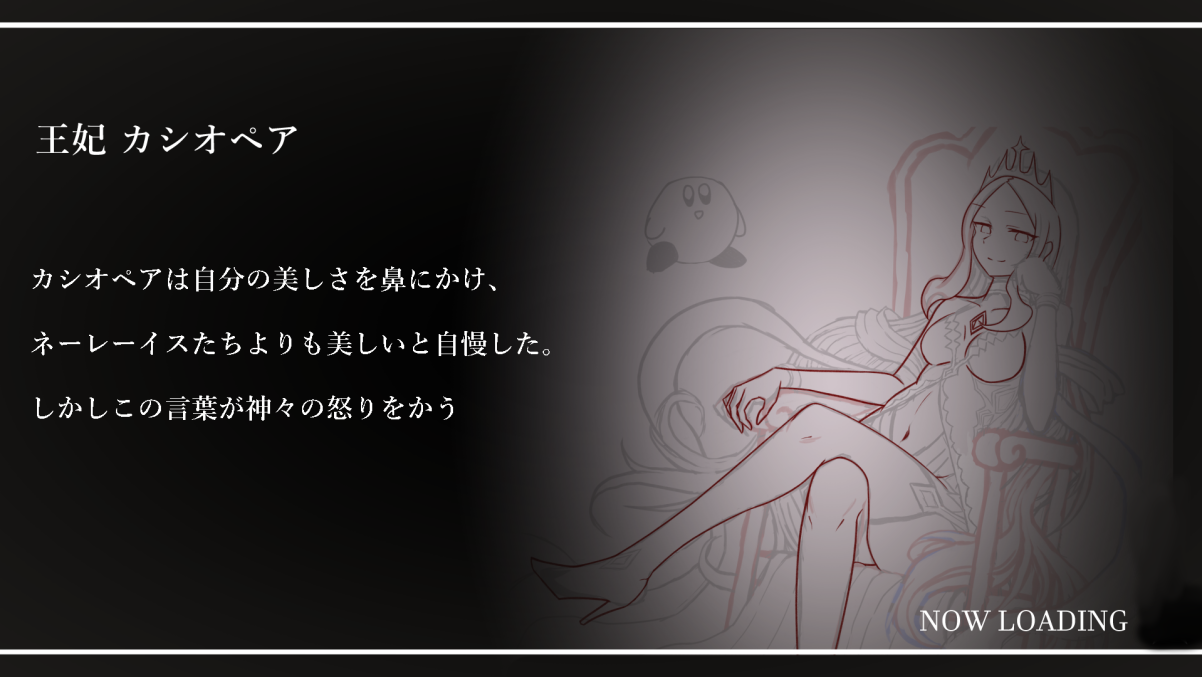 王妃 カシオペア
カシオペアは自分の美しさを鼻にかけ、
ネーレーイスたちよりも美しいと自慢した。
しかしこの言葉が神々の怒りをかう
NOW LOADING